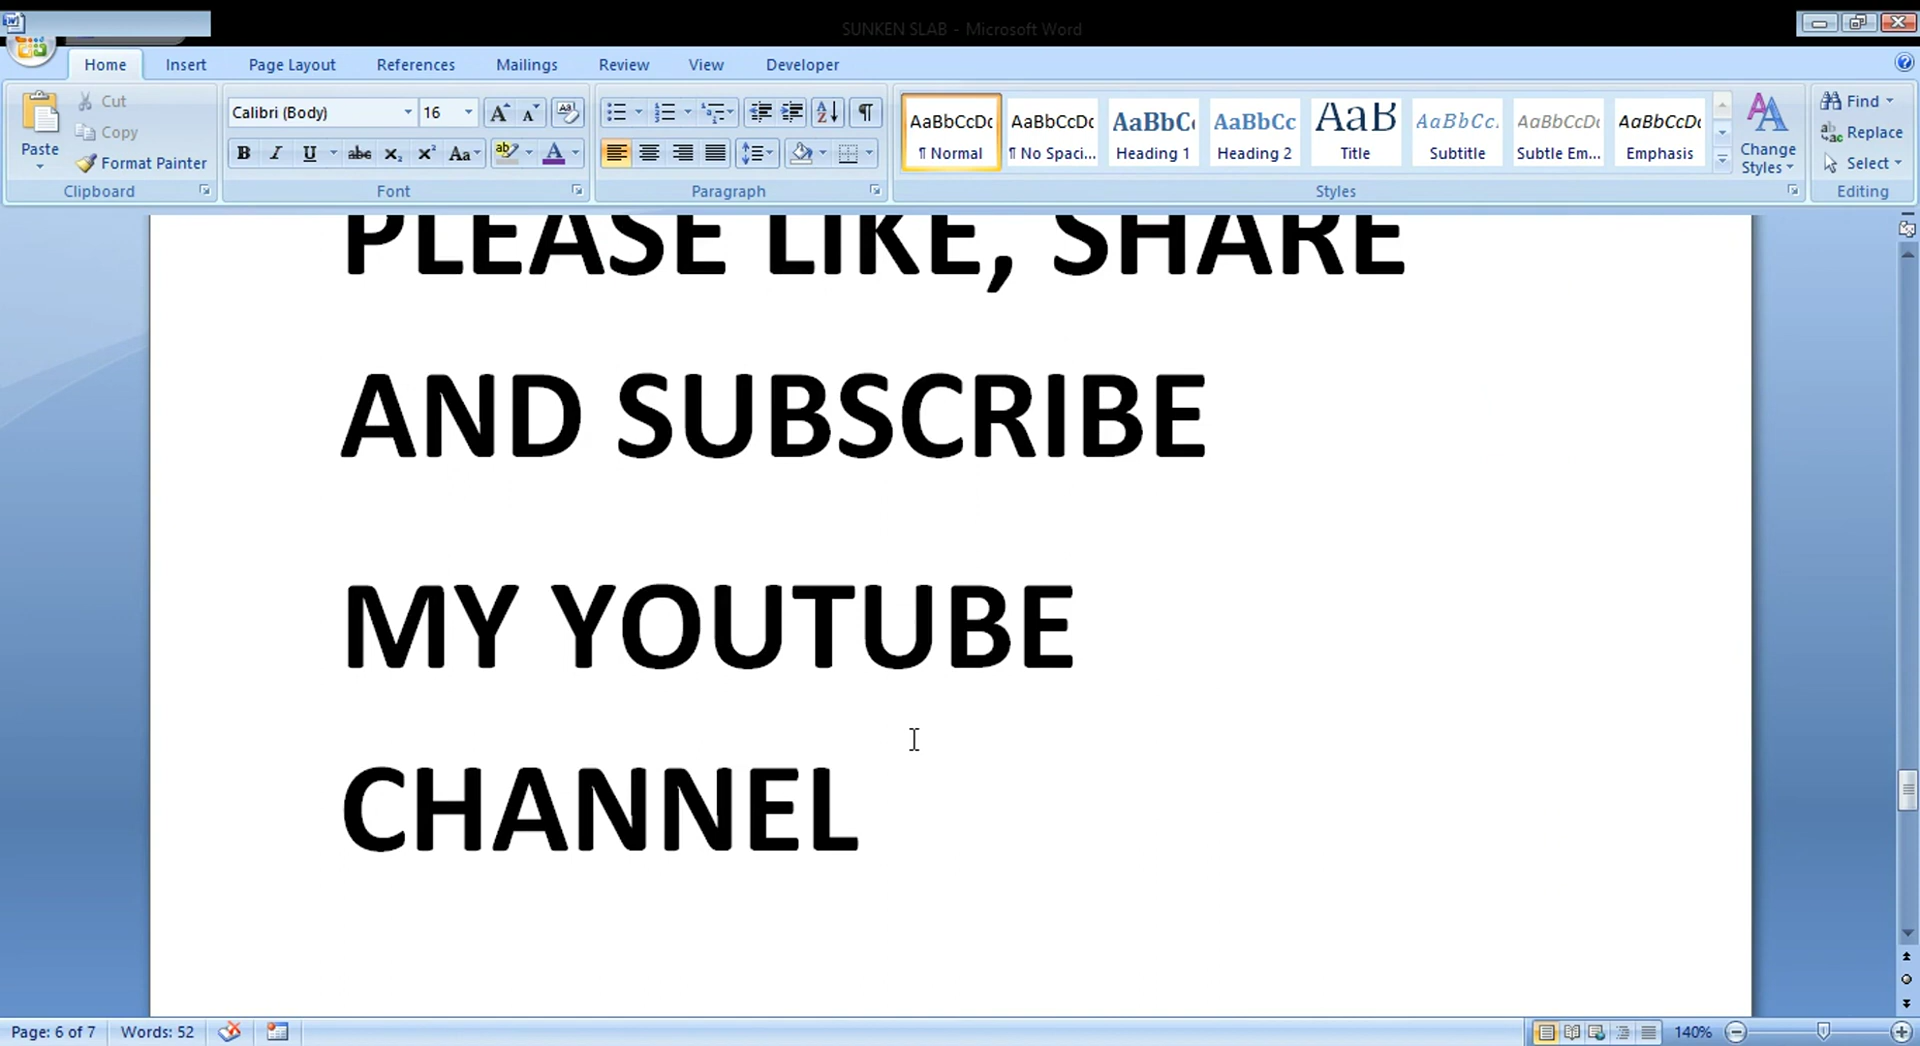 SUNKEN SLAB - Microsoft Word
Home Insert Page Layout References Mailings Review View Developer
Paste
Cut
Copy
Format Painter
Clipboard
Calibri (Body) 16
Font
Paragraph
AaBbCcDc AaBbCcDc AaBbC AaBbCc AaB AaBbCc. AaBbCcDc AaBbCcDc
¶ Normal ¶ No Spaci... Heading 1 Heading 2 Title Subtitle Subtle Em... Emphasis
Change Styles
Styles
Find
Replace
Select
Editing
PLEASE LIKE, SHARE
AND SUBSCRIBE
MY YOUTUBE
CHANNEL
Page: 6 of 7 Words: 52 140%